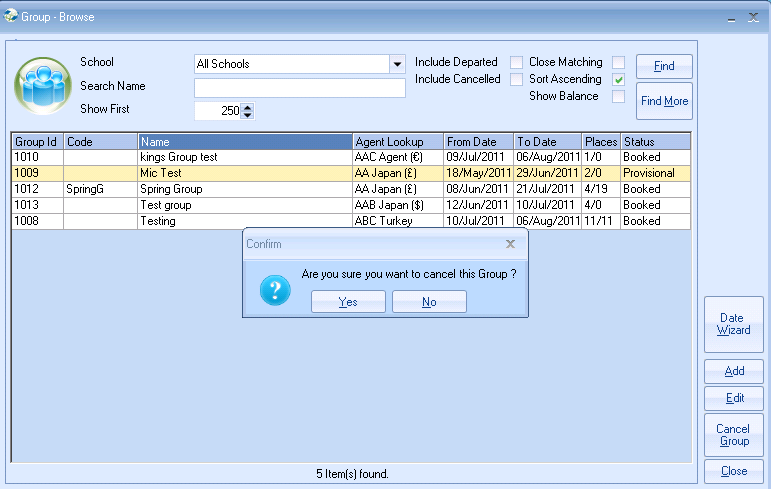 Group - Browse
School All Schools Include Departed Close Matching Find
Search Name Include Cancelled Sort Ascending
Show First 250 Show Balance Find More
Group Id Code Name Agent Lookup From Date To Date Places Status
1010 kings Group test AAC Agent (€) 09/Jul/2011 06/Aug/2011 1/0 Booked
1009 Mic Test AA Japan (£) 18/May/2011 29/Jun/2011 2/0 Provisional
1012 SpringG Spring Group AA Japan (£) 08/Jun/2011 21/Jul/2011 4/19 Booked
1013 Test group AAB Japan ($) 12/Jun/2011 10/Jul/2011 4/0 Booked
1008 Testing ABC Turkey 10/Jul/2011 06/Aug/2011 11/11 Booked
Confirm
Are you sure you want to cancel this Group ?
Yes No
Date
Wizard
Add
Edit
Cancel
Group
Close
5 Item(s) found.